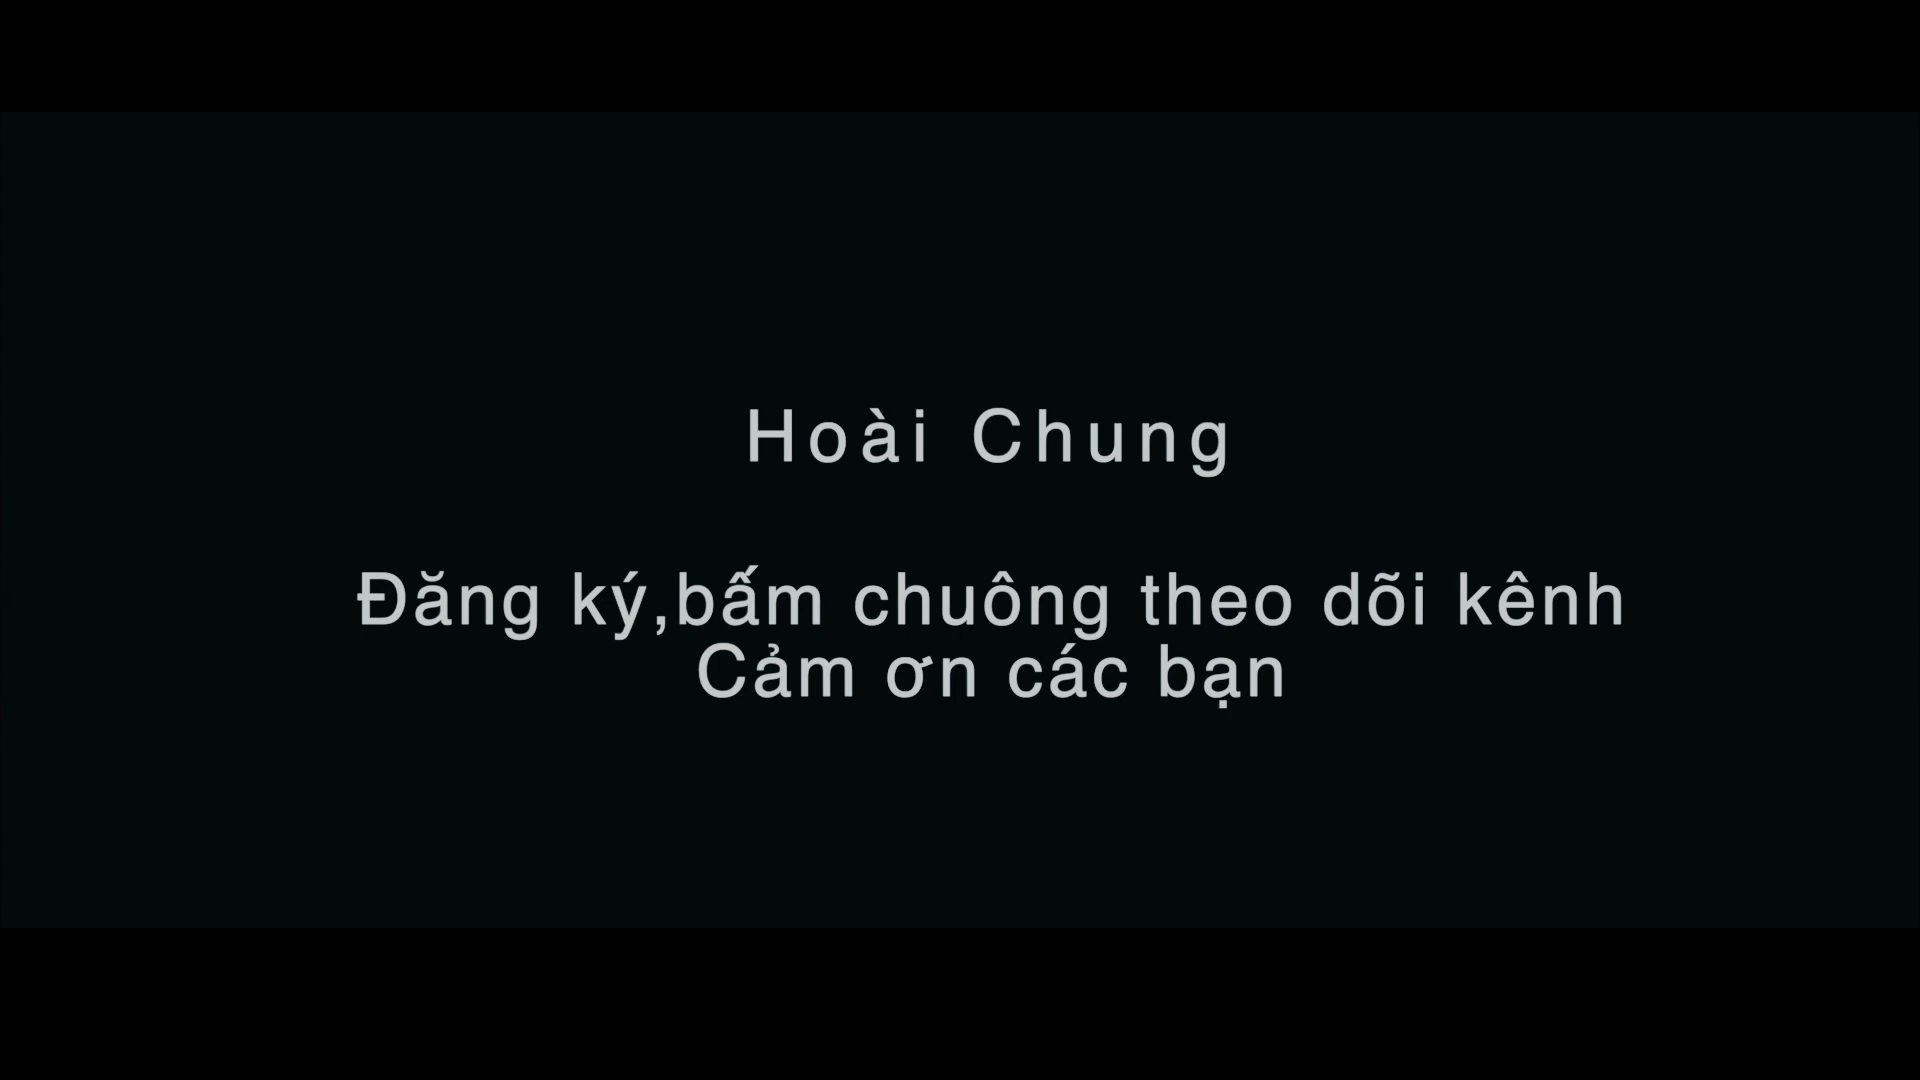 Hoài Chung
Đăng ký,bấm chuông theo dõi kênh
Cảm ơn các bạn